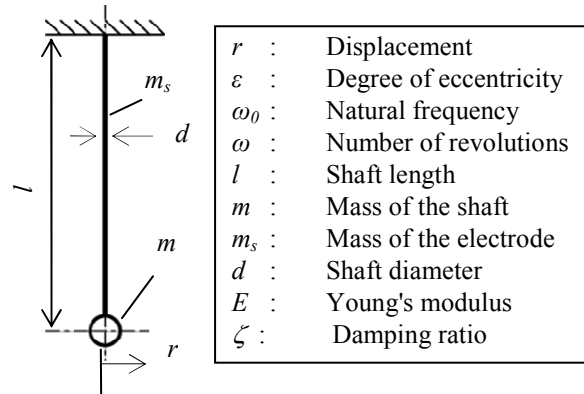 m_s
d
l
m
r
r : Displacement
ε : Degree of eccentricity
ω₀ : Natural frequency
ω : Number of revolutions
l : Shaft length
m : Mass of the shaft
m_s : Mass of the electrode
d : Shaft diameter
E : Young's modulus
ζ : Damping ratio